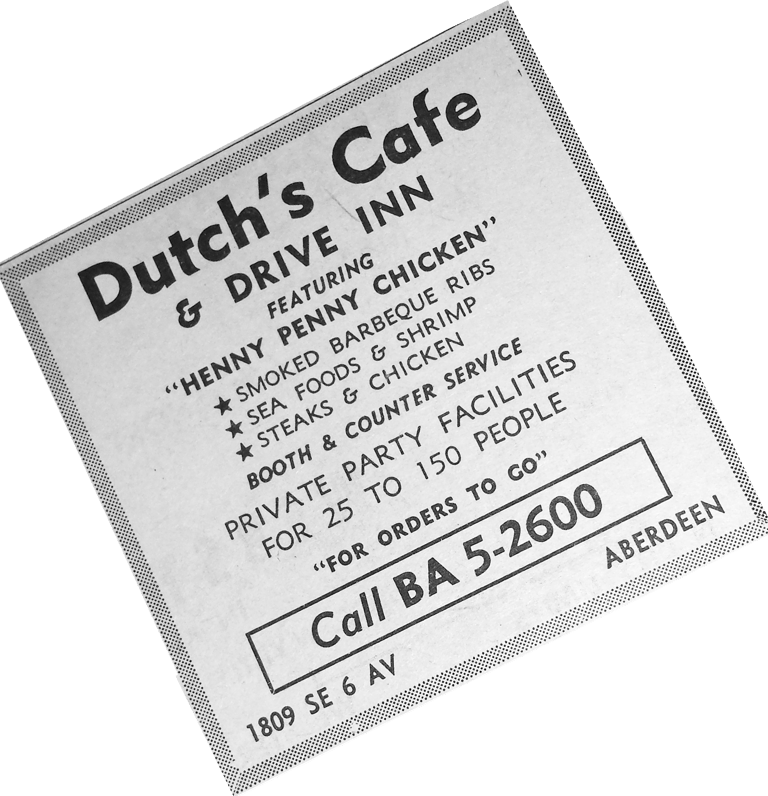 Dutch's Cafe
& DRIVE INN
FEATURING
“HENNY PENNY CHICKEN”
★ SMOKED BARBEQUE RIBS
★ SEA FOODS & SHRIMP
★ STEAKS & CHICKEN
BOOTH & COUNTER SERVICE
PRIVATE PARTY FACILITIES
FOR 25 TO 150 PEOPLE
“FOR ORDERS TO GO”
Call BA 5-2600
1809 SE 6 AV ABERDEEN